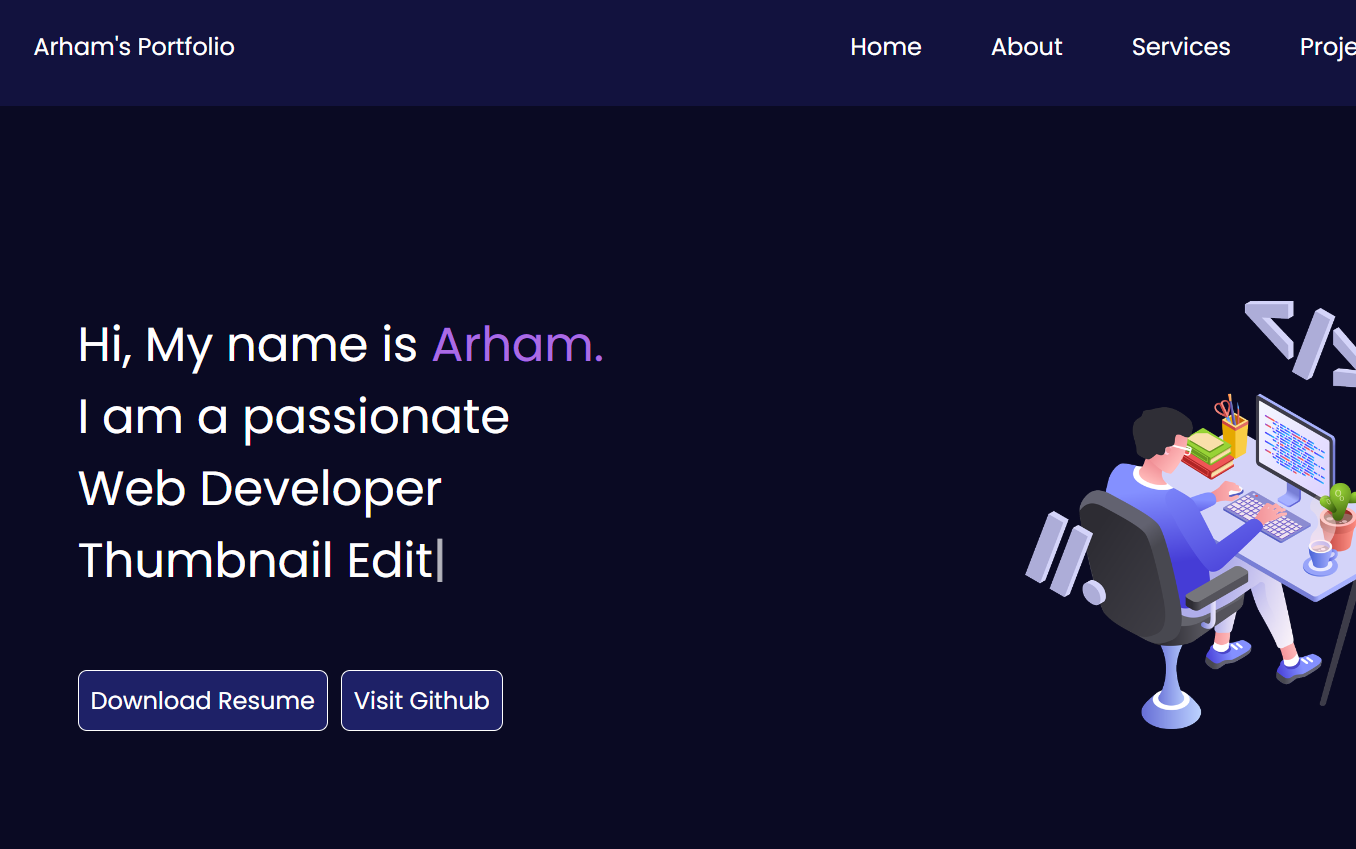 Arham's Portfolio
Home About Services Proje
Hi, My name is Arham.
I am a passionate
Web Developer
Thumbnail Edit|
Download Resume Visit Github